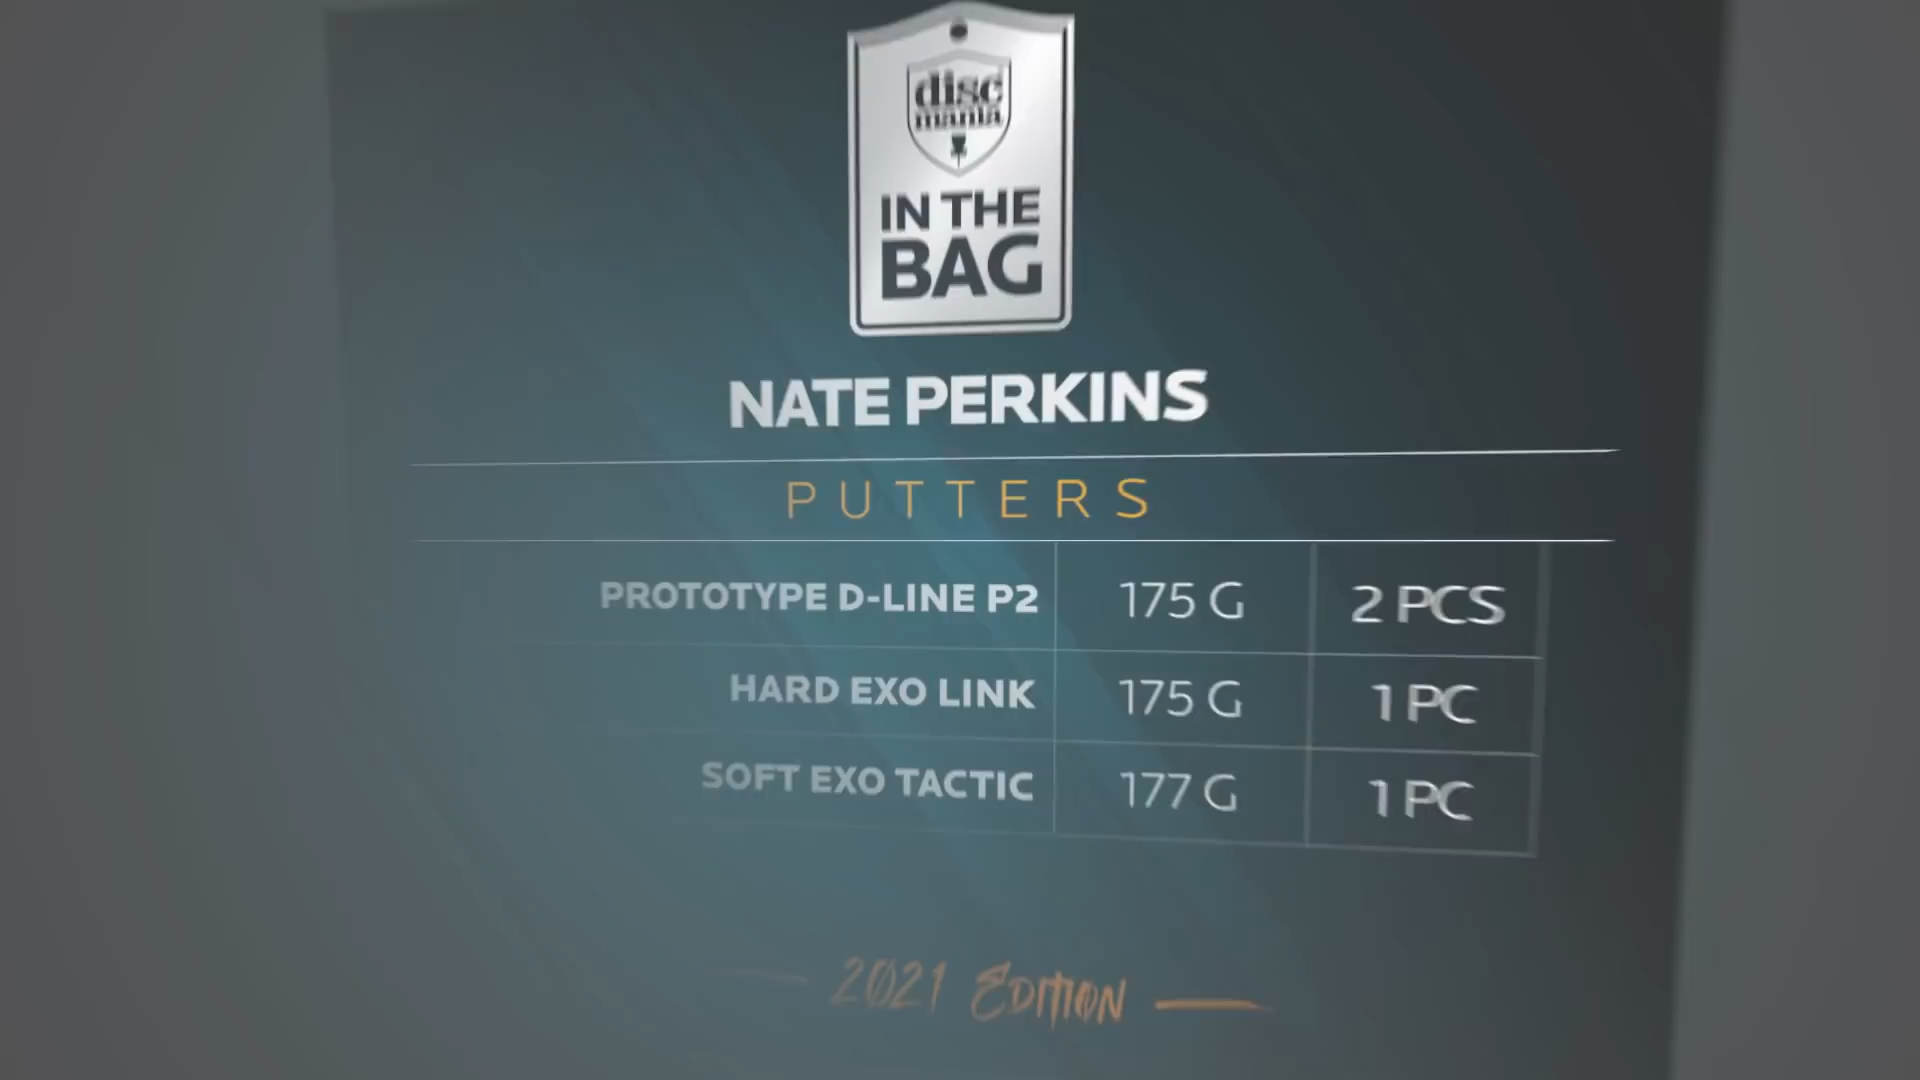 disc
mania
IN THE
BAG
NATE PERKINS
PUTTERS
PROTOTYPE D-LINE P2 175 G 2 PCS
HARD EXO LINK 175 G 1 PC
SOFT EXO TACTIC 177 G 1 PC
2021 EDITION